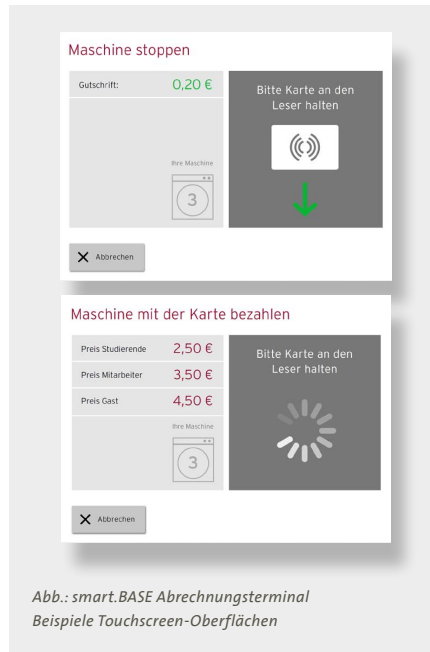 Maschine stoppen
Gutschrift: 0,20 €
Bitte Karte an den
Leser halten
Ihre Maschine
3
Abbrechen
Maschine mit der Karte bezahlen
Preis Studierende 2,50 €
Preis Mitarbeiter 3,50 €
Preis Gast 4,50 €
Bitte Karte an den
Leser halten
Ihre Maschine
3
Abbrechen
Abb.: smart.BASE Abrechnungsterminal
Beispiele Touchscreen-Oberflächen